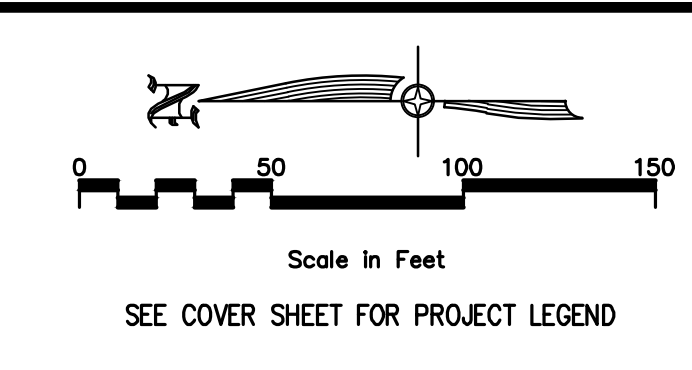 N
0 50 100 150
Scale in Feet
SEE COVER SHEET FOR PROJECT LEGEND